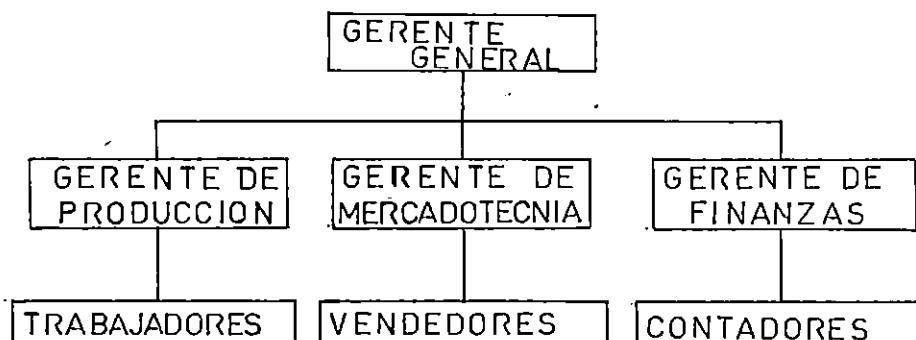 GERENTE
GENERAL
GERENTE DE
PRODUCCION
GERENTE DE
MERCADOTECNIA
GERENTE DE
FINANZAS
TRABAJADORES
VENDEDORES
CONTADORES